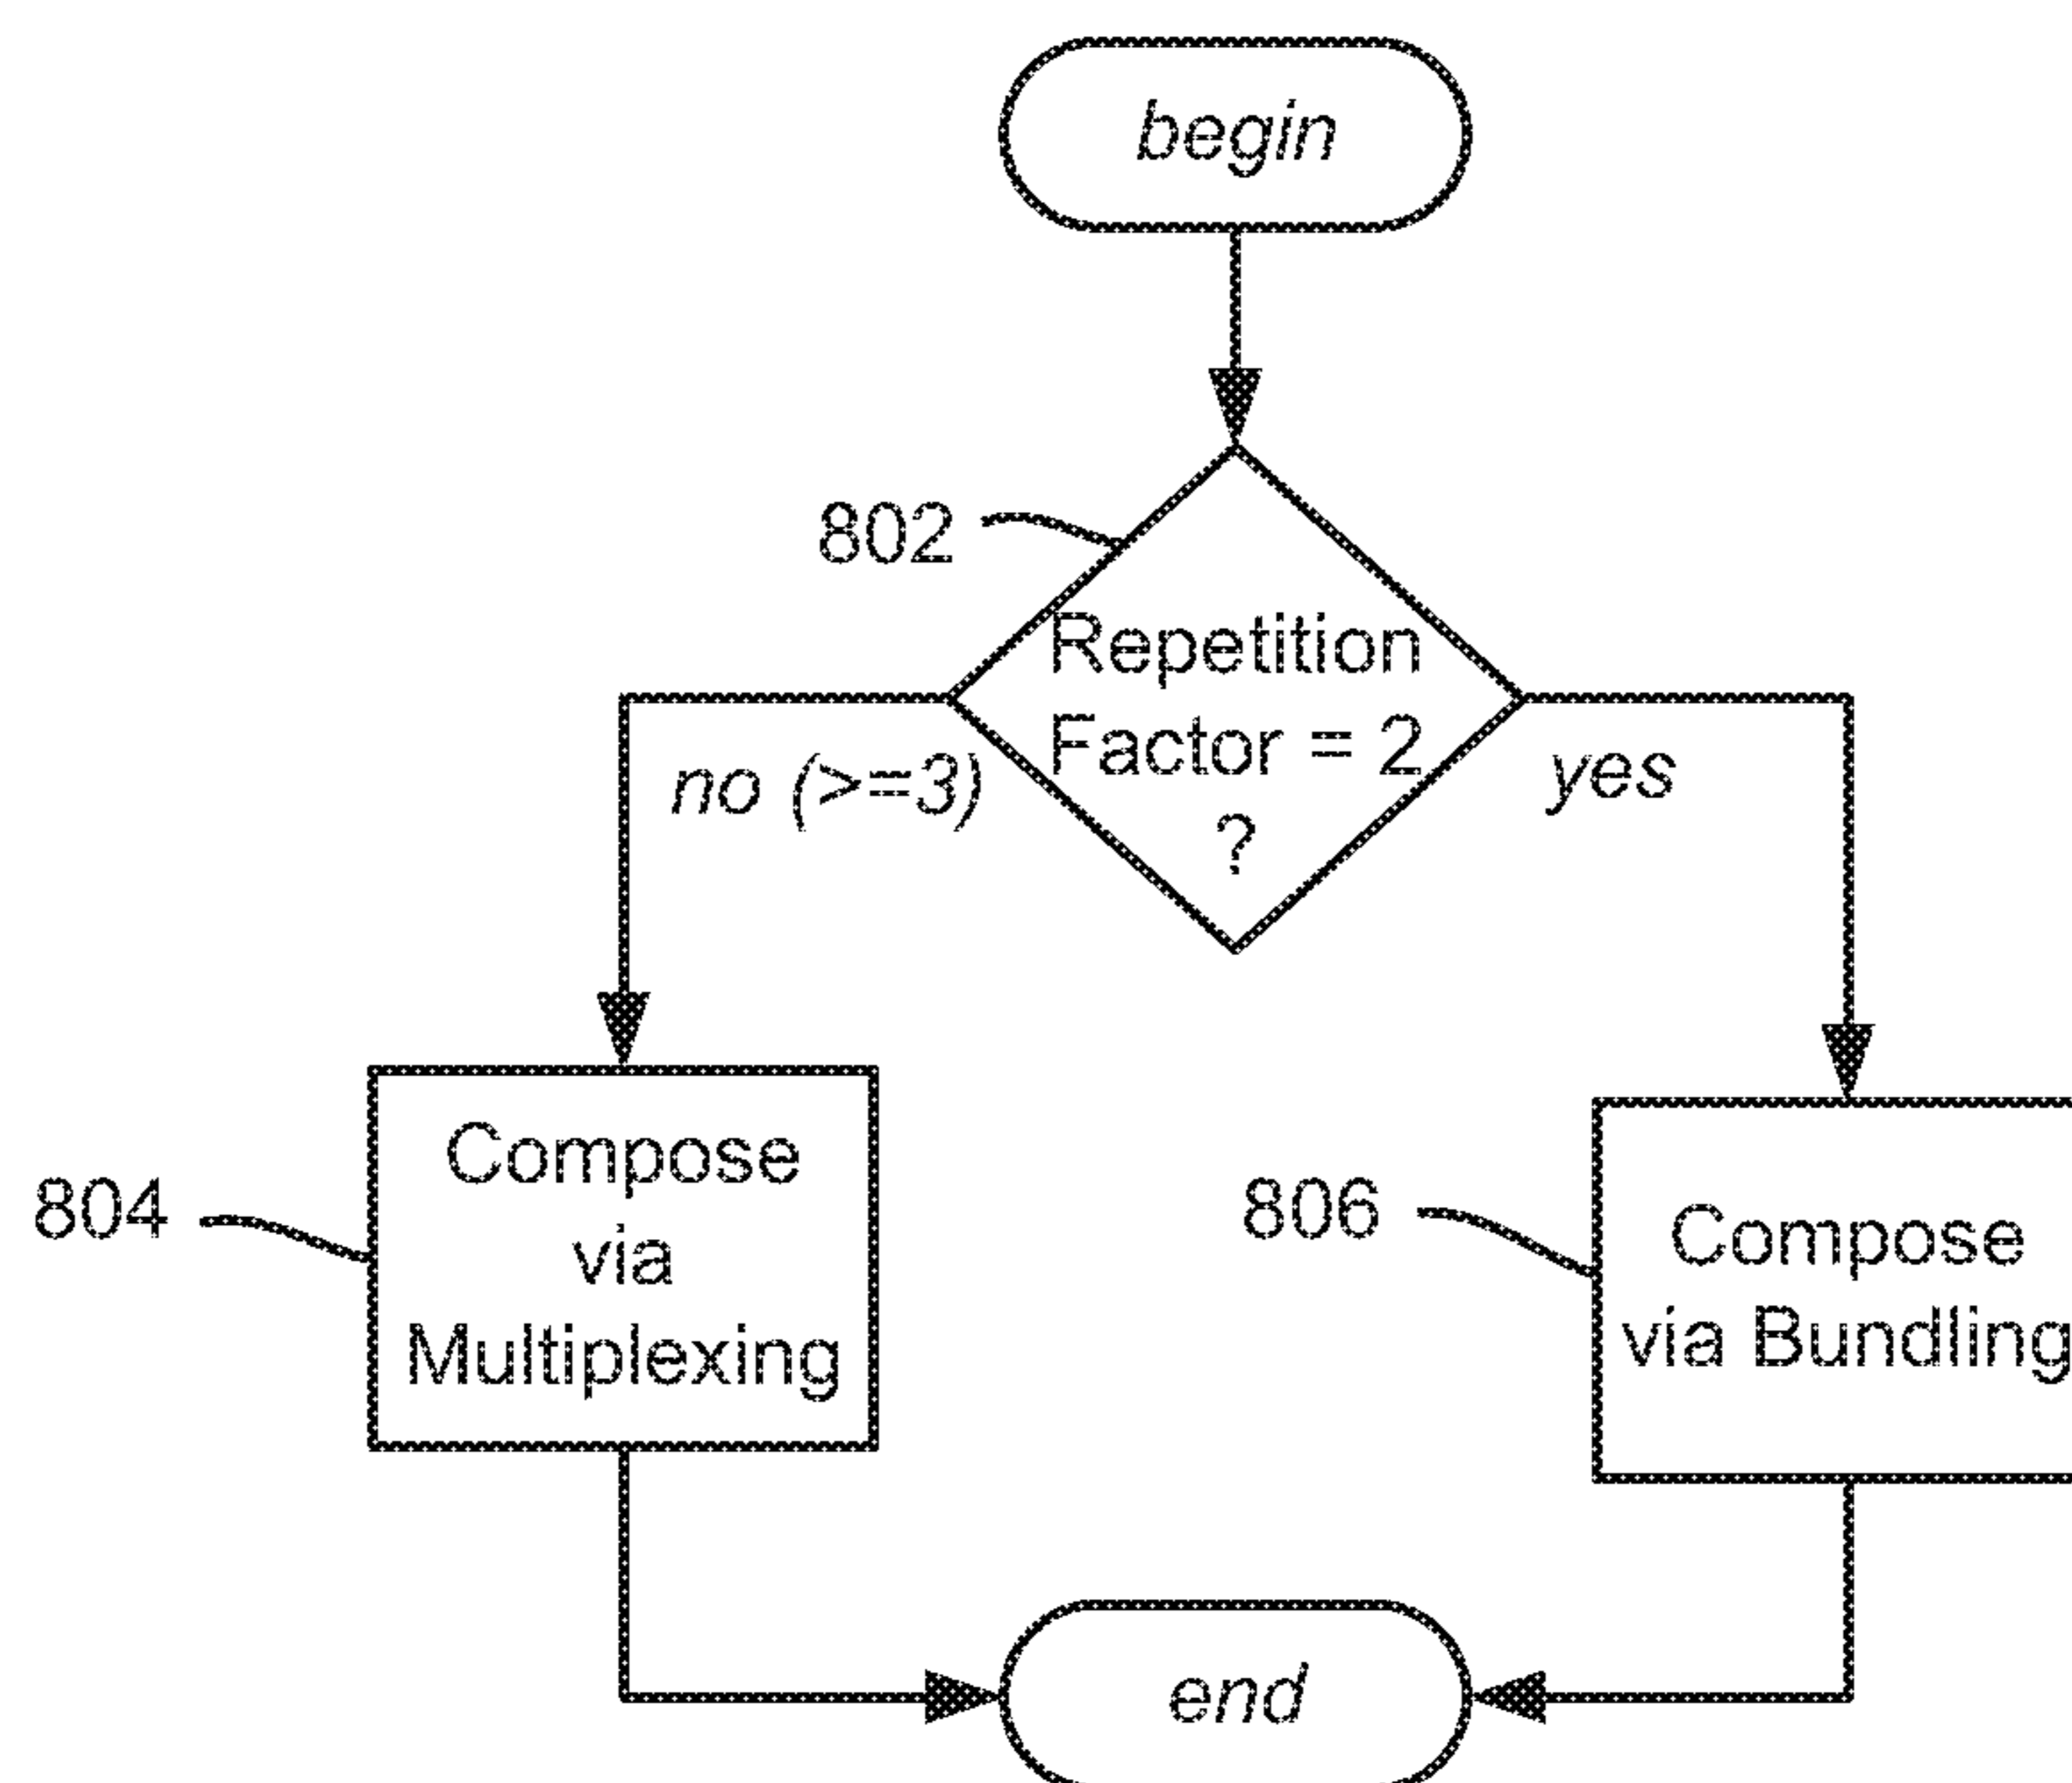 begin
802
Repetition
Factor = 2
?
no (>=3)
yes
804
Compose
via
Multiplexing
806
Compose
via Bundling
end